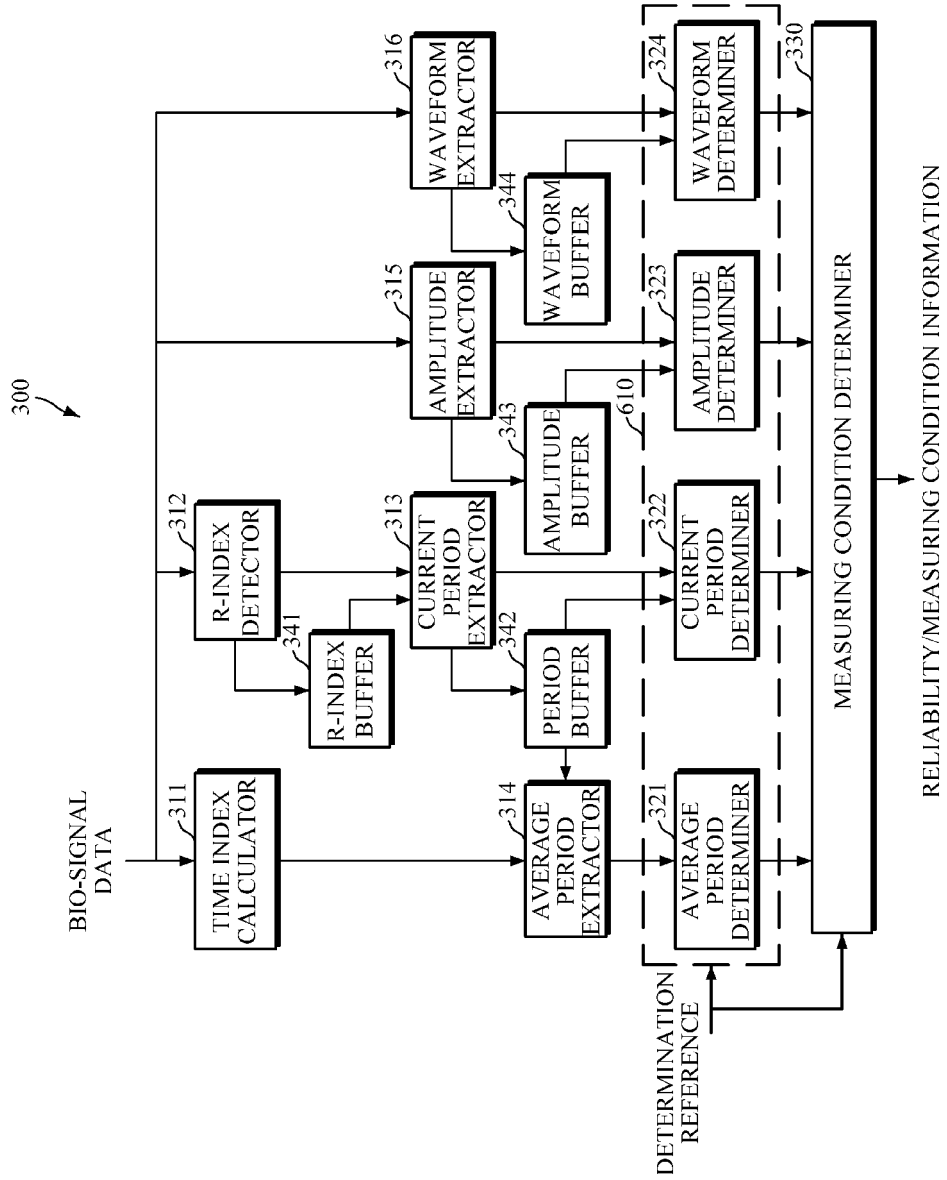 300
BIO-SIGNAL
DATA
311
TIME INDEX
CALCULATOR
312
R-INDEX
DETECTOR
341
R-INDEX
BUFFER
313
CURRENT
PERIOD
EXTRACTOR
315
AMPLITUDE
EXTRACTOR
316
WAVEFORM
EXTRACTOR
314
AVERAGE
PERIOD
EXTRACTOR
342
PERIOD
BUFFER
343
AMPLITUDE
BUFFER
344
WAVEFORM
BUFFER
610
DETERMINATION
REFERENCE
321
AVERAGE
PERIOD
DETERMINER
322
CURRENT
PERIOD
DETERMINER
323
AMPLITUDE
DETERMINER
324
WAVEFORM
DETERMINER
330
MEASURING CONDITION DETERMINER
RELIABILITY/MEASURING CONDITION INFORMATION